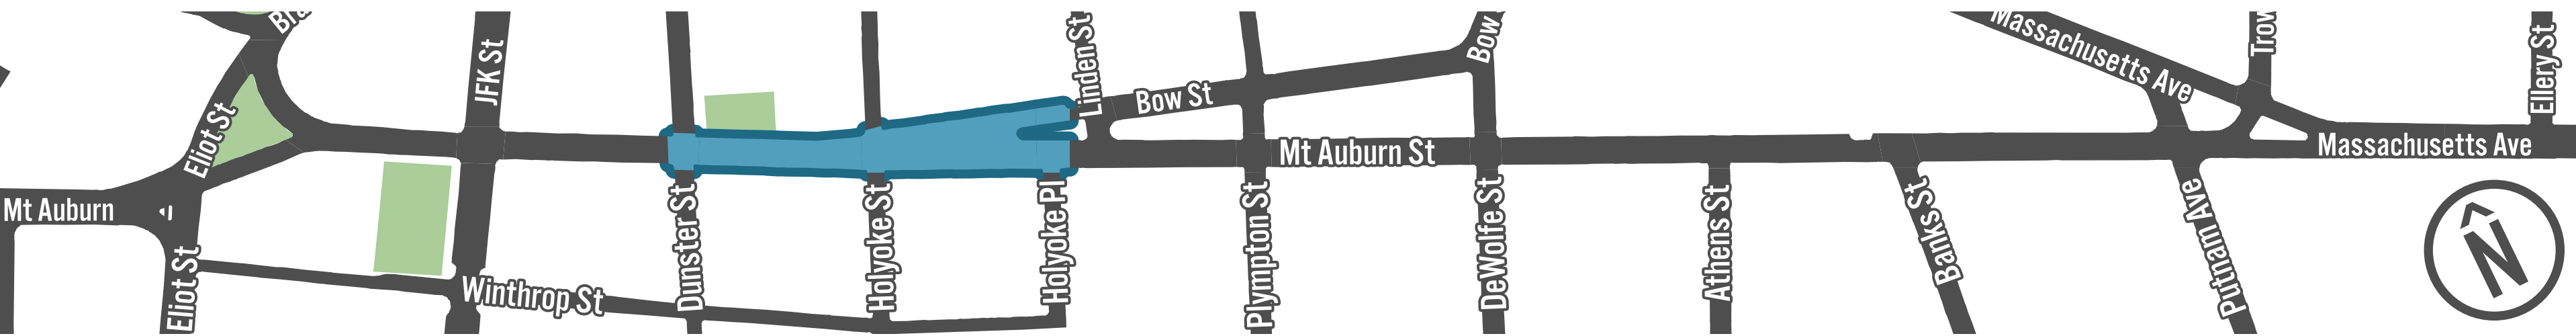 Bra
JFK St
Linden St
Bow
Massachusetts Ave
Trow
Ellery St
Eliot St
Bow St
Mt Auburn St
Massachusetts Ave
Mt Auburn
Eliot St
Winthrop St
Dunster St
Holyoke St
Holyoke Pl
Plympton St
DeWolfe St
Athens St
Banks St
Putnam Ave
N